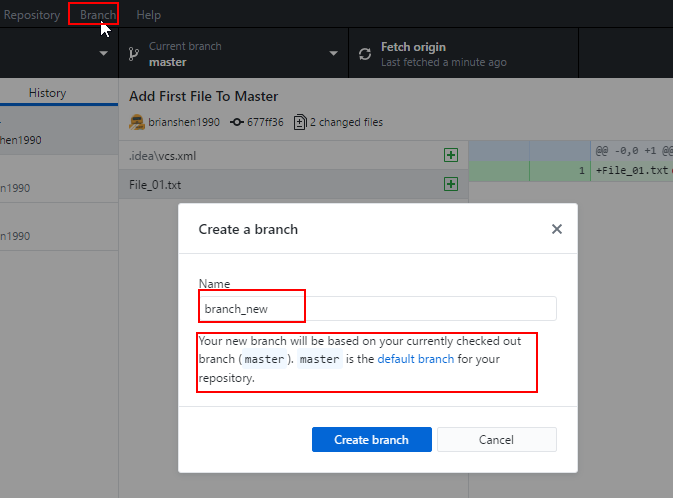 Repository Branch Help
Current branch
master
Fetch origin
Last fetched a minute ago
History
Add First File To Master
brianshen1990 677ff36 2 changed files
shen1990
en1990
en1990
.idea\vcs.xml
File_01.txt
@@ -0,0 +1 @@
1 +File_01.txt
Create a branch
Name
branch_new
Your new branch will be based on your currently checked out
branch (master). master is the default branch for your
repository.
Create branch Cancel